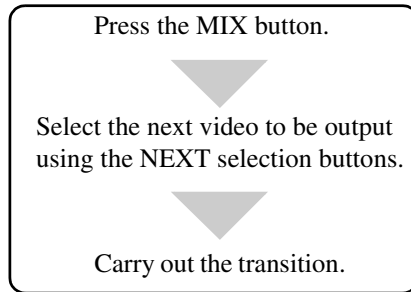 Press the MIX button.
Select the next video to be output
using the NEXT selection buttons.
Carry out the transition.